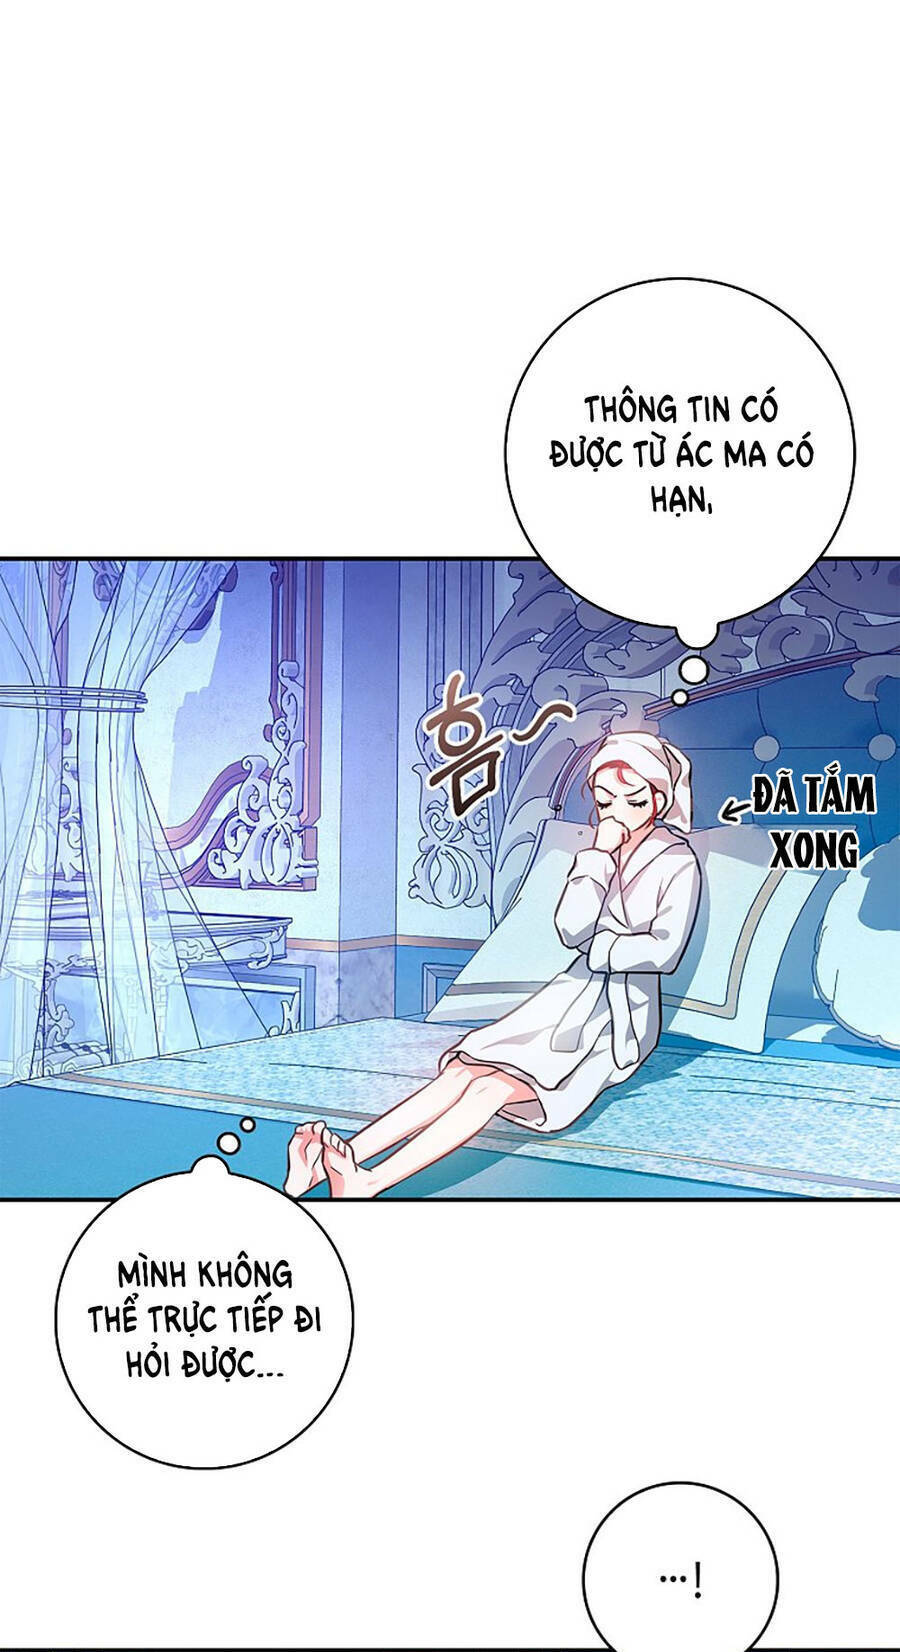 THÔNG TIN CÓ
ĐƯỢC TỪ ÁC MA CÓ
HẠN,
흠~
ĐÃ TẮM
XONG
MÌNH KHÔNG
THỂ TRỰC TIẾP ĐI
HỎI ĐƯỢC...
...!